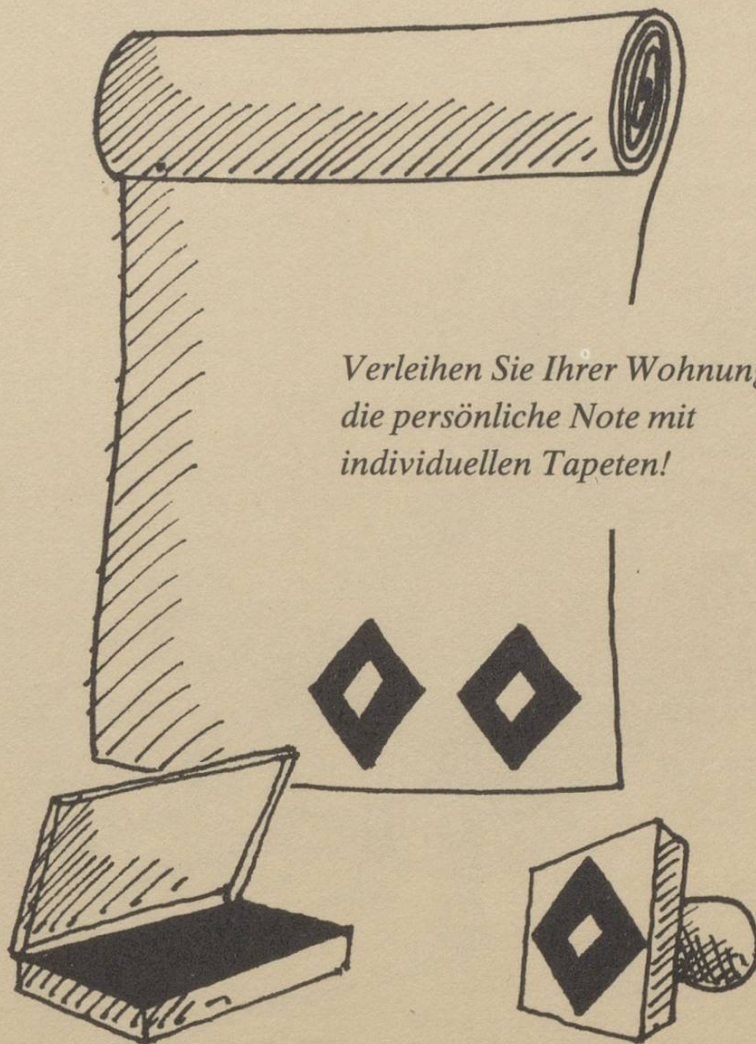 Verleihen Sie Ihrer Wohnung
die persönliche Note mit
individuellen Tapeten!